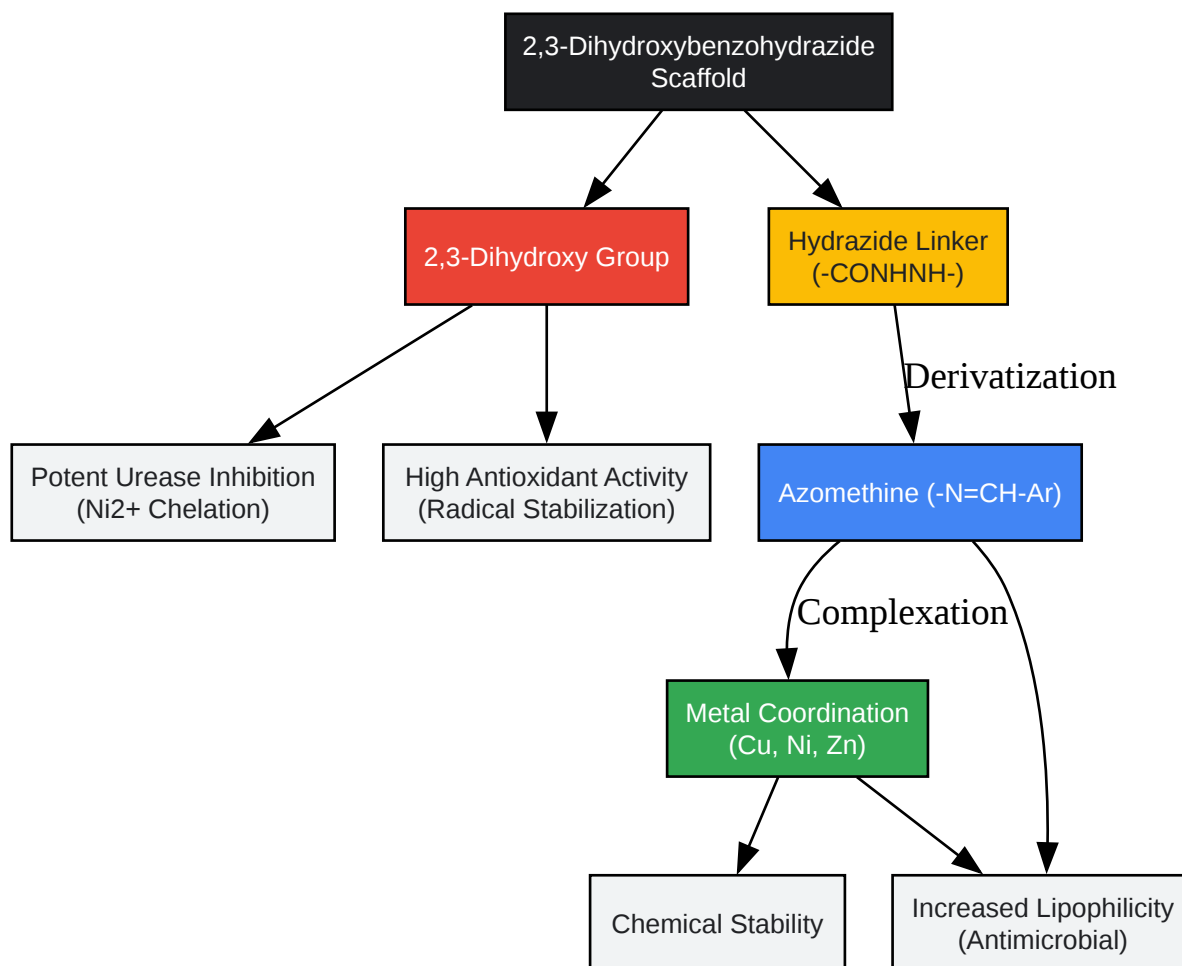 2,3-Dihydroxybenzohydrazide
Scaffold
2,3-Dihydroxy Group
Hydrazide Linker
(-CONHNH-)
Derivatization
Potent Urease Inhibition
(Ni2+ Chelation)
High Antioxidant Activity
(Radical Stabilization)
Azomethine (-N=CH-Ar)
Complexation
Metal Coordination
(Cu, Ni, Zn)
Chemical Stability
Increased Lipophilicity
(Antimicrobial)